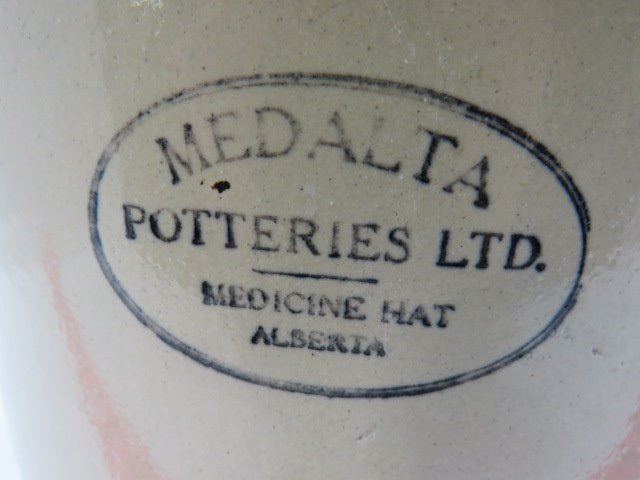 MEDALTA
POTTERIES LTD.
MEDICINE HAT
ALBERTA